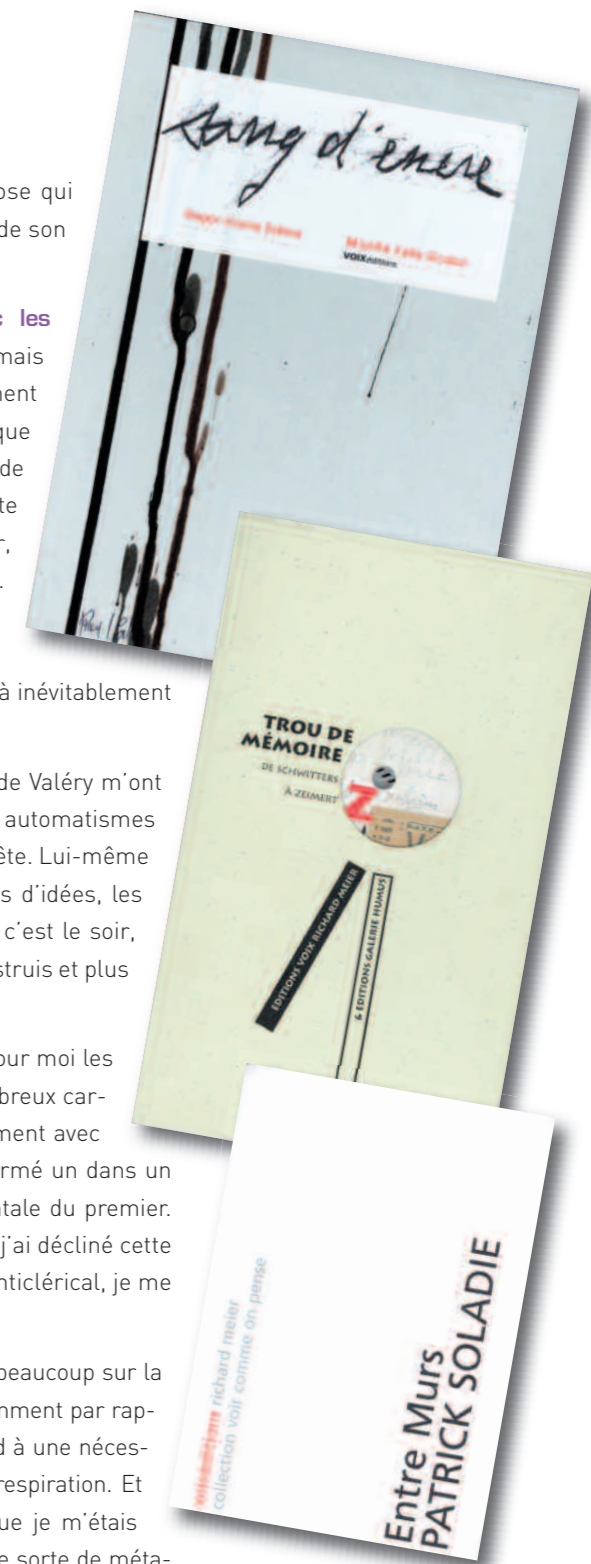 ose qui
de son
les
mais
ment
que
de
te
r,
.
à inévitablement
de Valéry m'ont
automatismes
ête. Lui-même
s d'idées, les
c'est le soir,
struis et plus
our moi les
breux car-
ment avec
rmé un dans un
tale du premier.
j'ai décliné cette
nticlérical, je me
beaucoup sur la
mment par rap-
d à une néces-
respiration. Et
ue je m'étais
e sorte de méta-
sang d'encre
VOIXéditions
TROU DE
MÉMOIRE
DE SCHWITTERS
À ZEIMERT
Z
EDITIONS VOIX RICHARD MEIER
& EDITIONS GALERIE HUMUS
voixéditions richard meier
collection voir comme on pense
Entre Murs
PATRICK SOLADIE